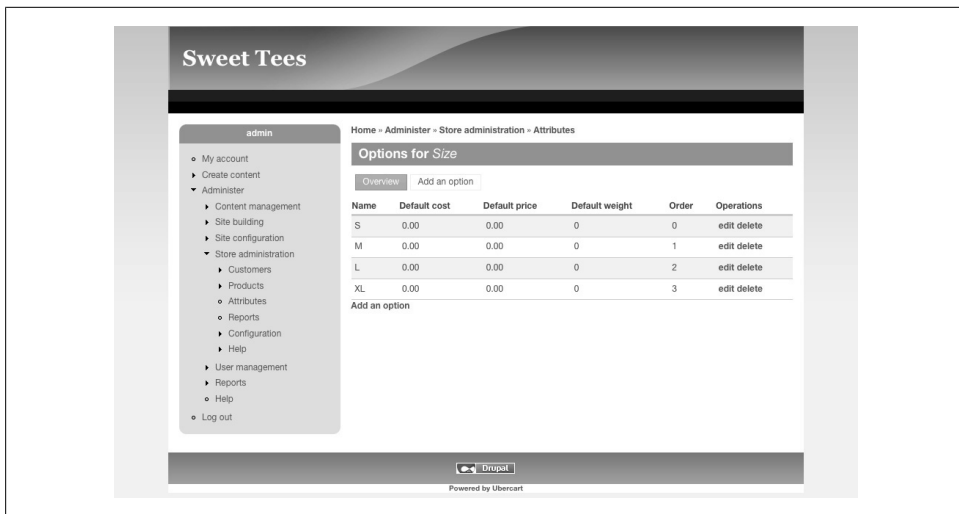 Sweet Tees
admin
My account
Create content
Administer
Content management
Site building
Site configuration
Store administration
Customers
Products
Attributes
Reports
Configuration
Help
User management
Reports
Help
Log out
Home » Administer » Store administration » Attributes
Options for Size
Overview Add an option
Name Default cost Default price Default weight Order Operations
S 0.00 0.00 0 0 edit delete
M 0.00 0.00 0 1 edit delete
L 0.00 0.00 0 2 edit delete
XL 0.00 0.00 0 3 edit delete
Add an option
Drupal
Powered by Ubercart